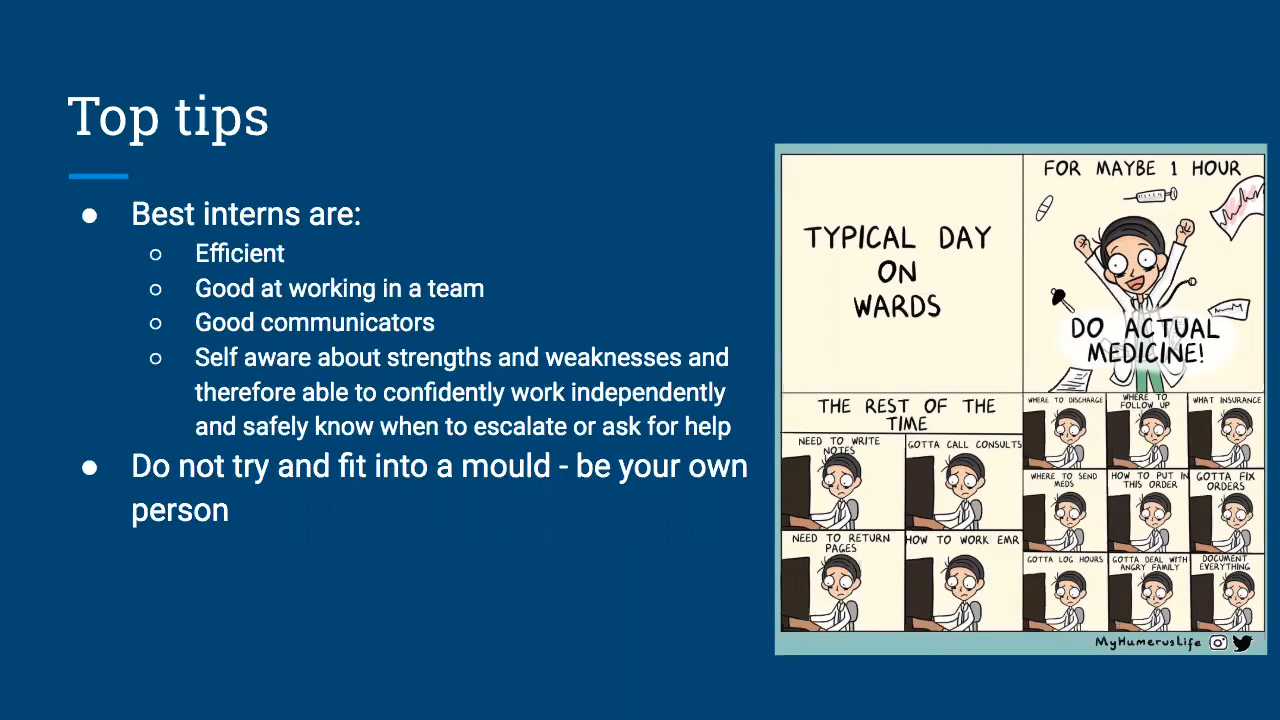 Top tips
● Best interns are:
○ Efficient
○ Good at working in a team
○ Good communicators
○ Self aware about strengths and weaknesses and
therefore able to confidently work independently
and safely know when to escalate or ask for help
● Do not try and fit into a mould - be your own
person
TYPICAL DAY
ON
WARDS
FOR MAYBE 1 HOUR
DO ACTUAL
MEDICINE!
THE REST OF THE
TIME
NEED TO WRITE
NOTES
GOTTA CALL CONSULTS
NEED TO RETURN
PAGES
HOW TO WORK EMR
WHERE TO DISCHARGE
WHERE TO
FOLLOW UP
WHAT INSURANCE
WHERE TO SEND
MEDS
HOW TO PUT IN
THIS ORDER
GOTTA FIX
ORDERS
GOTTA LOG HOURS
GOTTA DEAL WITH
ANGRY FAMILY
DOCUMENT
EVERYTHING
MyHumerusLife